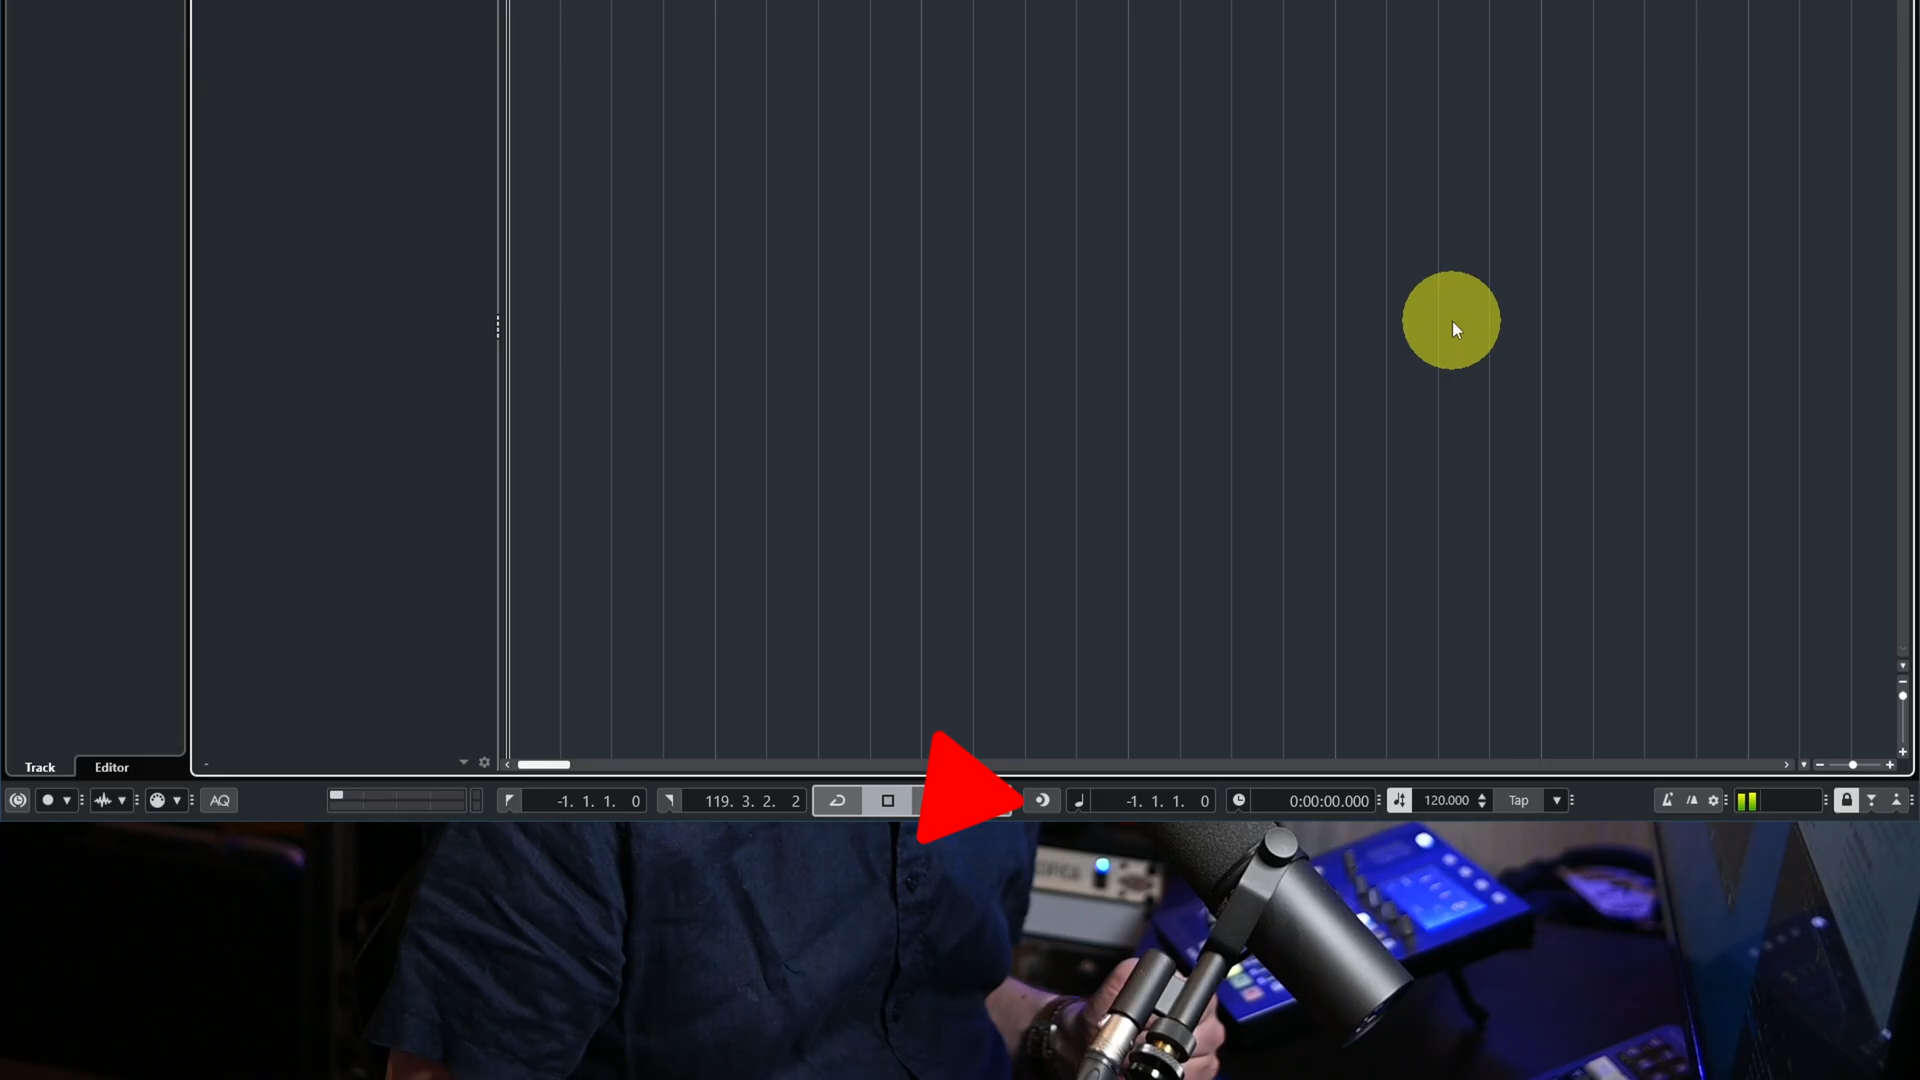 Track Editor -
AQ -1. 1. 1. 0 119. 3. 2. 2 -1. 1. 1. 0 0:00:00.000 120.000 Tap